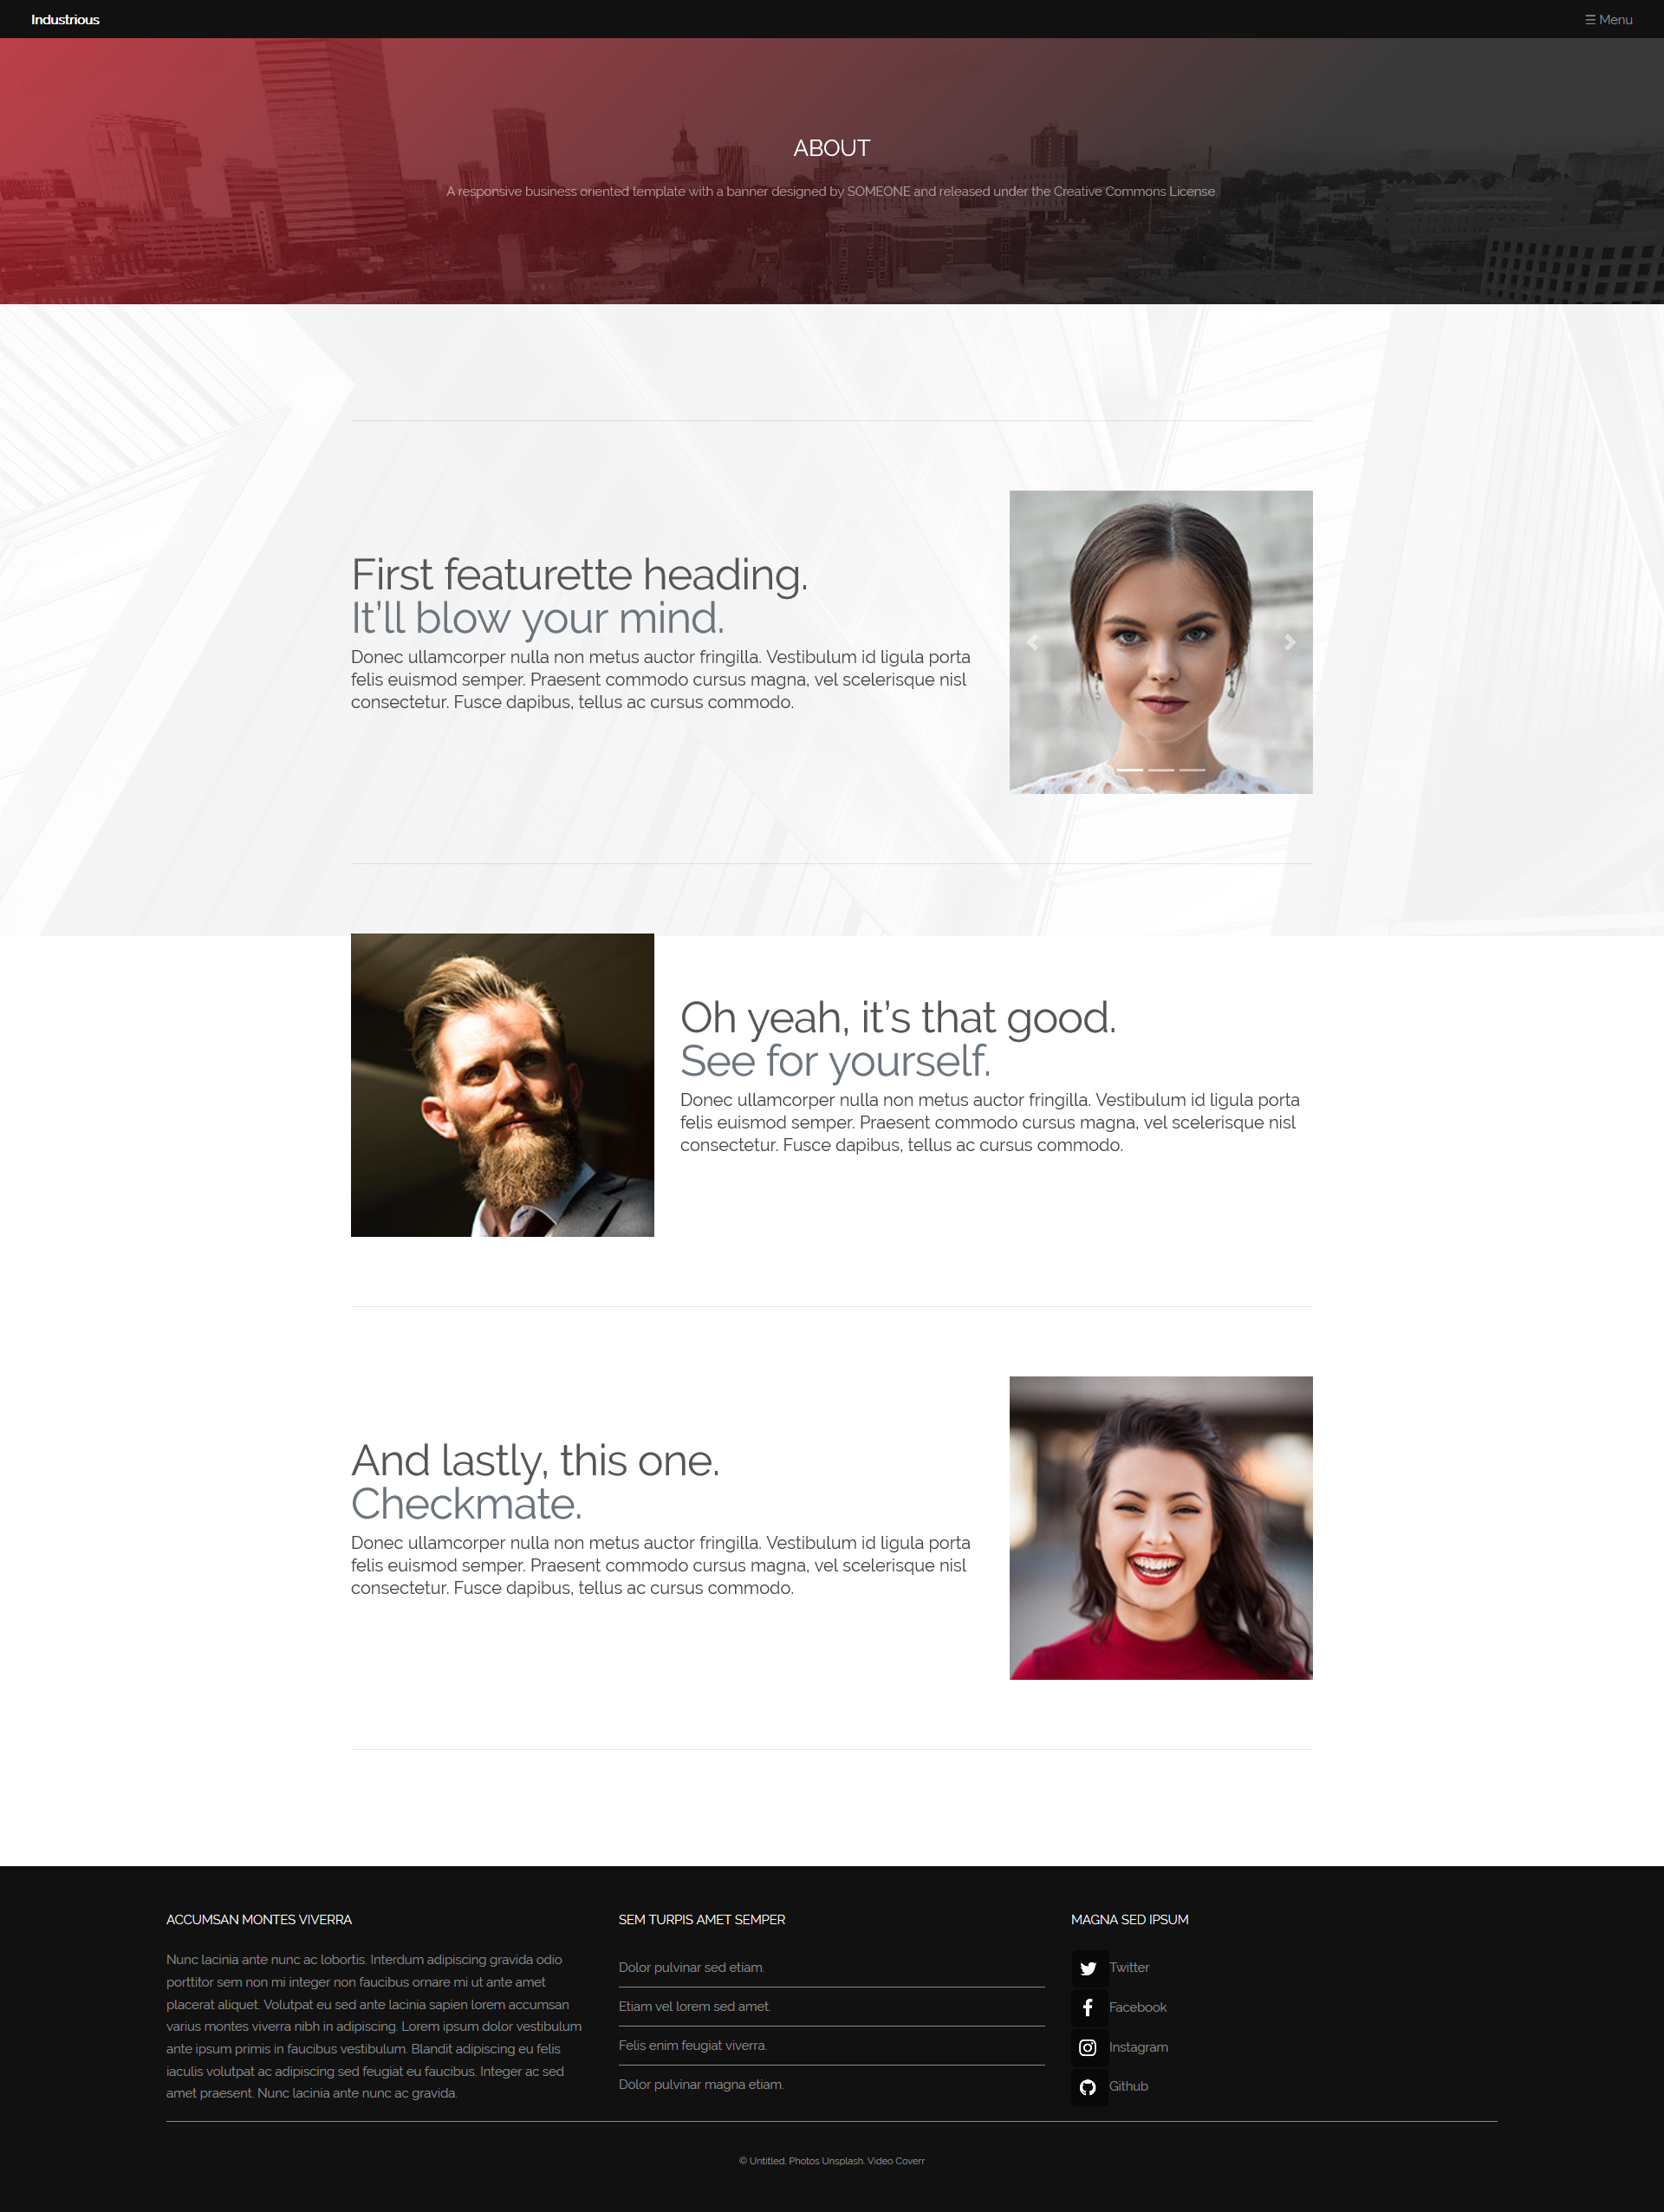 Industrious
☰ Menu
ABOUT
A responsive business oriented template with a banner designed by SOMEONE and released under the Creative Commons License.
First featurette heading.
It'll blow your mind.
Donec ullamcorper nulla non metus auctor fringilla. Vestibulum id ligula porta
felis euismod semper. Praesent commodo cursus magna, vel scelerisque nisl
consectetur. Fusce dapibus, tellus ac cursus commodo.
Oh yeah, it's that good.
See for yourself.
Donec ullamcorper nulla non metus auctor fringilla. Vestibulum id ligula porta
felis euismod semper. Praesent commodo cursus magna, vel scelerisque nisl
consectetur. Fusce dapibus, tellus ac cursus commodo.
And lastly, this one.
Checkmate.
Donec ullamcorper nulla non metus auctor fringilla. Vestibulum id ligula porta
felis euismod semper. Praesent commodo cursus magna, vel scelerisque nisl
consectetur. Fusce dapibus, tellus ac cursus commodo.
ACCUMSAN MONTES VIVERRA
Nunc lacinia ante nunc ac lobortis. Interdum adipiscing gravida odio
porttitor sem non mi integer non faucibus ornare mi ut ante amet
placerat aliquet. Volutpat eu sed ante lacinia sapien lorem accumsan
varius montes viverra nibh in adipiscing. Lorem ipsum dolor vestibulum
ante ipsum primis in faucibus vestibulum. Blandit adipiscing eu felis
iaculis volutpat ac adipiscing sed feugiat eu faucibus. Integer ac sed
amet praesent. Nunc lacinia ante nunc ac gravida.
SEM TURPIS AMET SEMPER
Dolor pulvinar sed etiam.
Etiam vel lorem sed amet.
Felis enim feugiat viverra.
Dolor pulvinar magna etiam.
MAGNA SED IPSUM
Twitter
Facebook
Instagram
Github
© Untitled. Photos Unsplash, Video Coverr